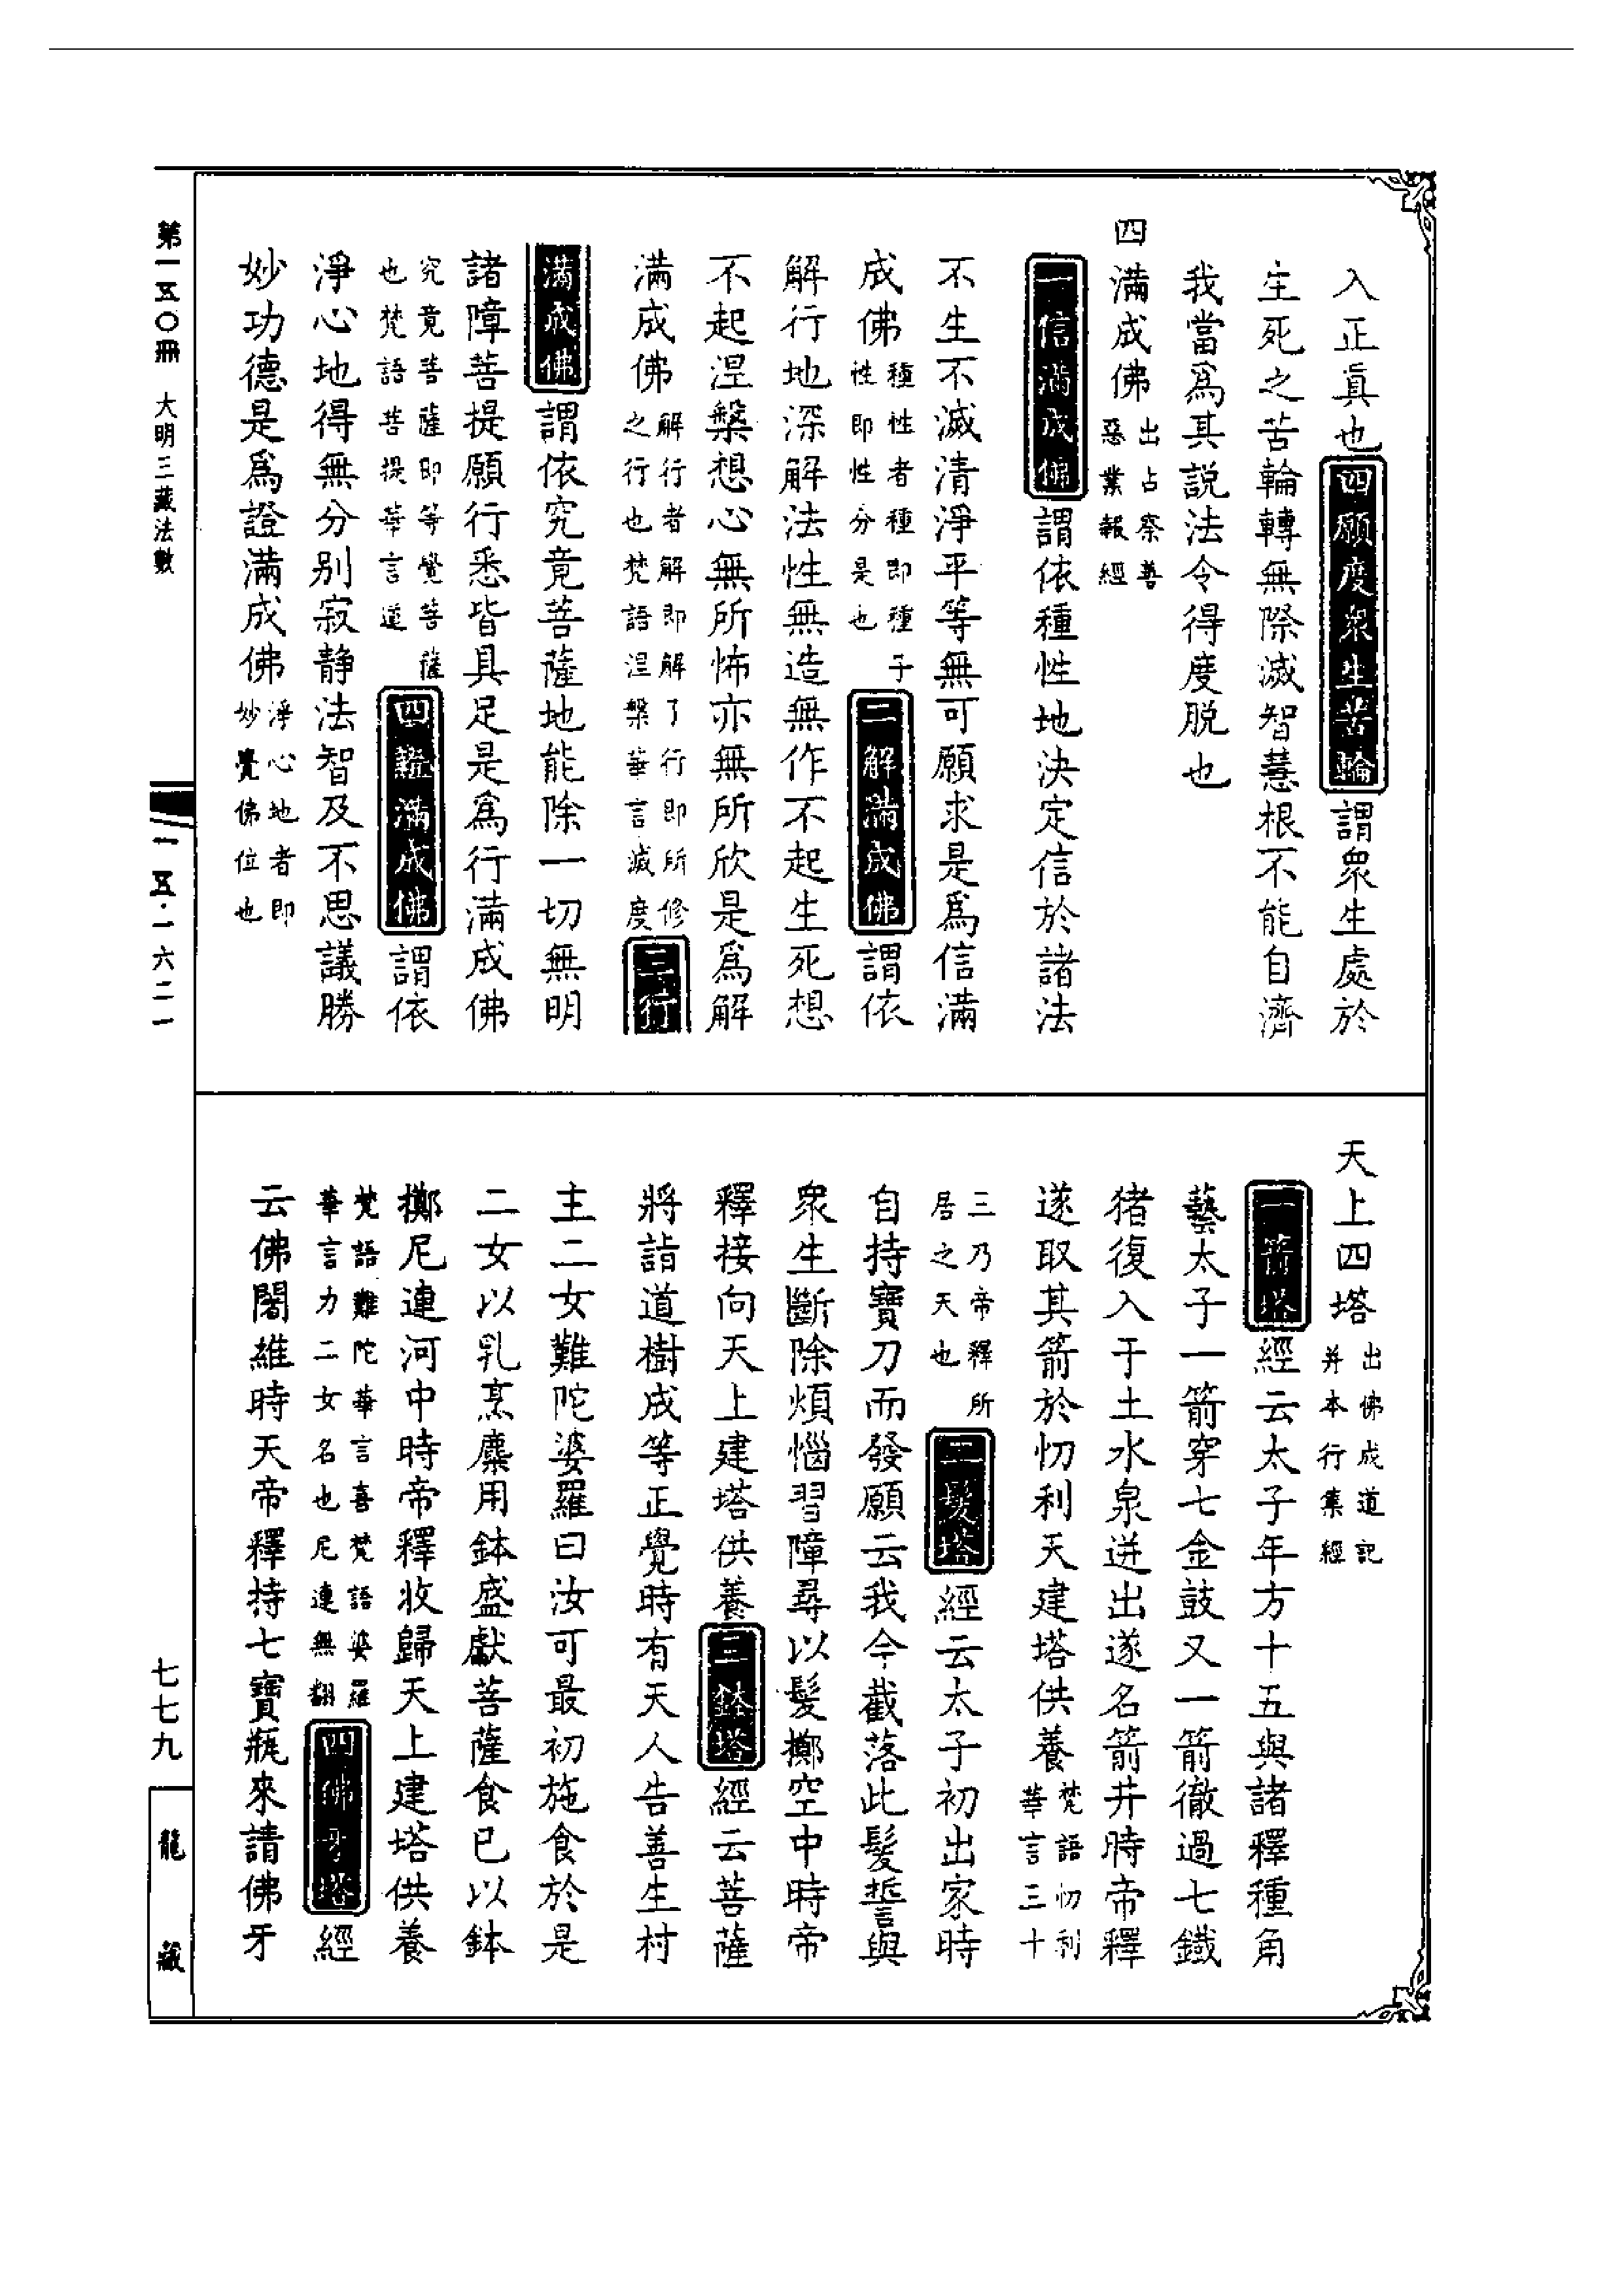 入正眞也四願度衆生苦輪謂眾生處於
生死之苦輪轉無際滅智慧根不能自濟
我當爲其説法令得度脱也
四滿成佛出占察善惡業報經
一信滿成佛謂依種性地決定信於諸法
不生不滅清淨平等無可願求是爲信滿
成佛種性者種即種子性即性分是也二解滿成佛謂依
解行地深解法性無造無作不起生死想
不起涅槃想心無所怖亦無所欣是爲解
滿成佛解行者解即解了行即所修之行也梵語涅槃華言滅度三行
滿成佛謂依究竟菩薩地能除一切無明
諸障菩提願行悉皆具足是爲行滿成佛
究竟菩薩即等覺菩薩也梵語菩提華言道四證滿成佛謂依
淨心地得無分别寂静法智及不思議勝
妙功德是爲證滿成佛淨心地者即妙覺佛位也
天上四塔出佛成道記并本行集經
一箭塔經云太子年方十五與諸釋種角
藝太子一箭穿七金鼓又一箭徹過七鐵
猪復入于土水泉迸出遂名箭井時帝釋
遂取其箭於忉利天建塔供養梵語忉利華言三十
三乃帝釋所居之天也二髮塔經云太子初出家時
自持寶刀而發願云我今截落此髮誓與
眾生斷除煩惱習障尋以髮擲空中時帝
釋接向天上建塔供養三鉢塔經云菩薩
將詣道樹成等正覺時有天人告善生村
主二女難陀婆羅曰汝可最初施食於是
二女以乳烹麋用鉢盛獻菩薩食已以鉢
擲尼連河中時帝釋收歸天上建塔供養
梵語難陀華言喜梵語婆羅華言力二女名也尼連無翻四佛牙塔經
云佛闍維時天帝釋持七寶瓶來請佛牙
第一五〇冊 大明三藏法數
一五·一六二一
七七九
龍藏